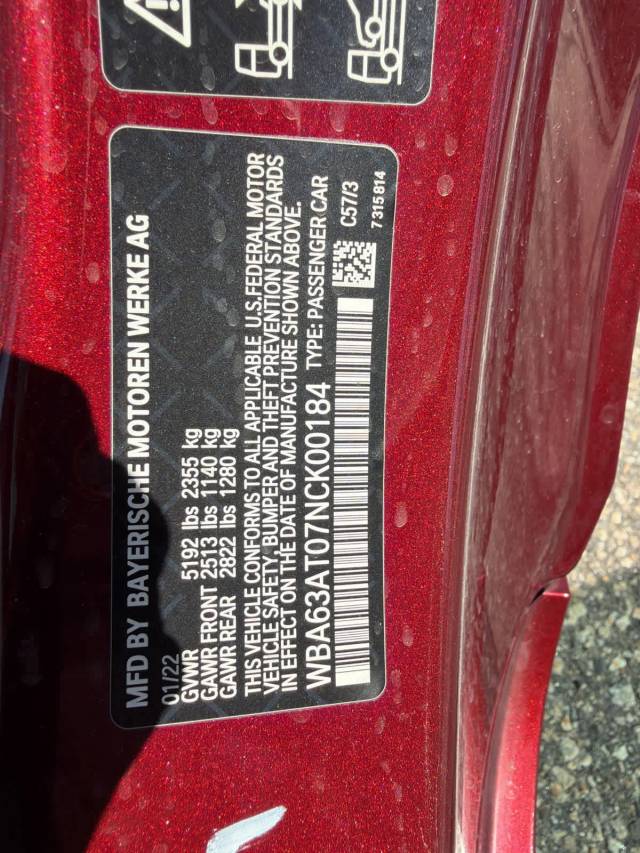 MFD BY BAYERISCHE MOTOREN WERKE AG
01/22
GVWR 5192 lbs 2355 kg
GAWR FRONT 2513 lbs 1140 kg
GAWR REAR 2822 lbs 1280 kg
THIS VEHICLE CONFORMS TO ALL APPLICABLE U.S. FEDERAL MOTOR
VEHICLE SAFETY, BUMPER AND THEFT PREVENTION STANDARDS
IN EFFECT ON THE DATE OF MANUFACTURE SHOWN ABOVE.
WBA63AT07NCK00184 TYPE: PASSENGER CAR
C57/3
7 315 814